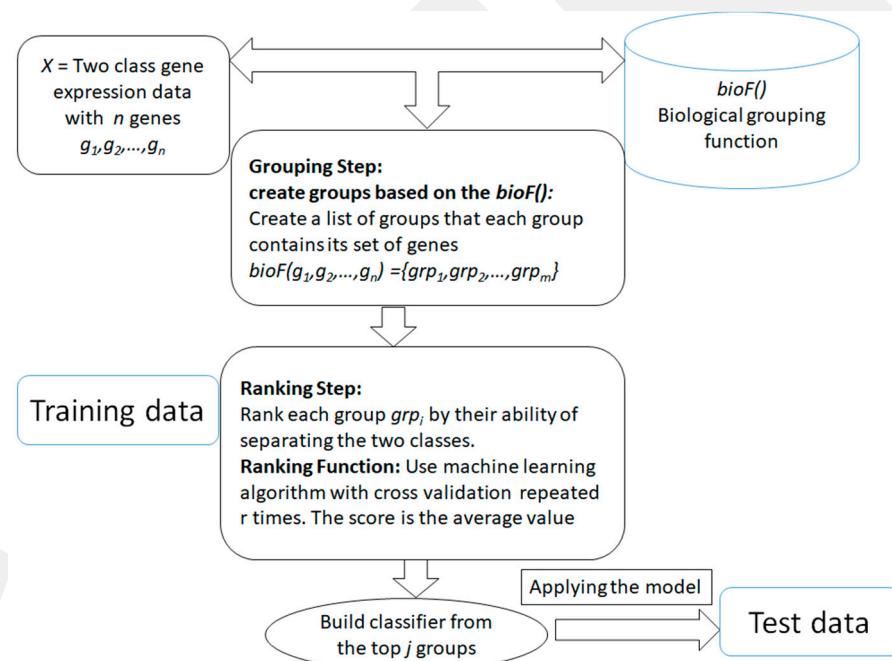 X = Two class gene
expression data
with n genes
g₁,g₂,...,gₙ
bioF()
Biological grouping
function
Grouping Step:
create groups based on the bioF():
Create a list of groups that each group
contains its set of genes
bioF(g₁,g₂,...,gₙ) ={grp₁,grp₂,...,grpₘ}
Training data
Ranking Step:
Rank each group grpᵢ by their ability of
separating the two classes.
Ranking Function: Use machine learning
algorithm with cross validation repeated
r times. The score is the average value
Applying the model
Build classifier from
the top j groups
Test data